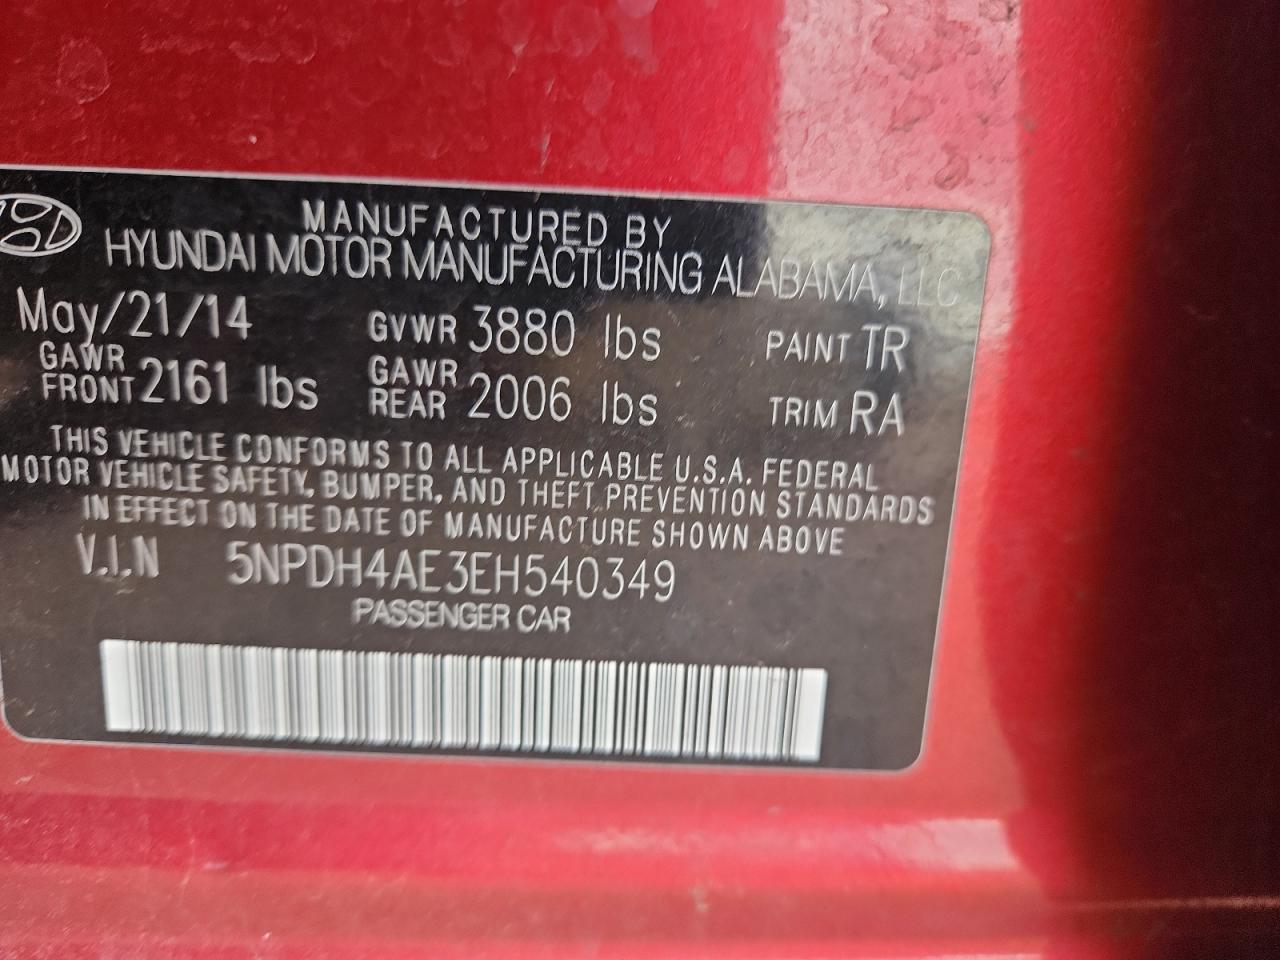 MANUFACTURED BY
HYUNDAI MOTOR MANUFACTURING ALABAMA, LLC
May/21/14 GVWR 3880 lbs PAINT TR
GAWR FRONT 2161 lbs GAWR REAR 2006 lbs TRIM RA
THIS VEHICLE CONFORMS TO ALL APPLICABLE U.S.A. FEDERAL
MOTOR VEHICLE SAFETY, BUMPER, AND THEFT PREVENTION STANDARDS
IN EFFECT ON THE DATE OF MANUFACTURE SHOWN ABOVE
V.I.N 5NPDH4AE3EH540349
PASSENGER CAR